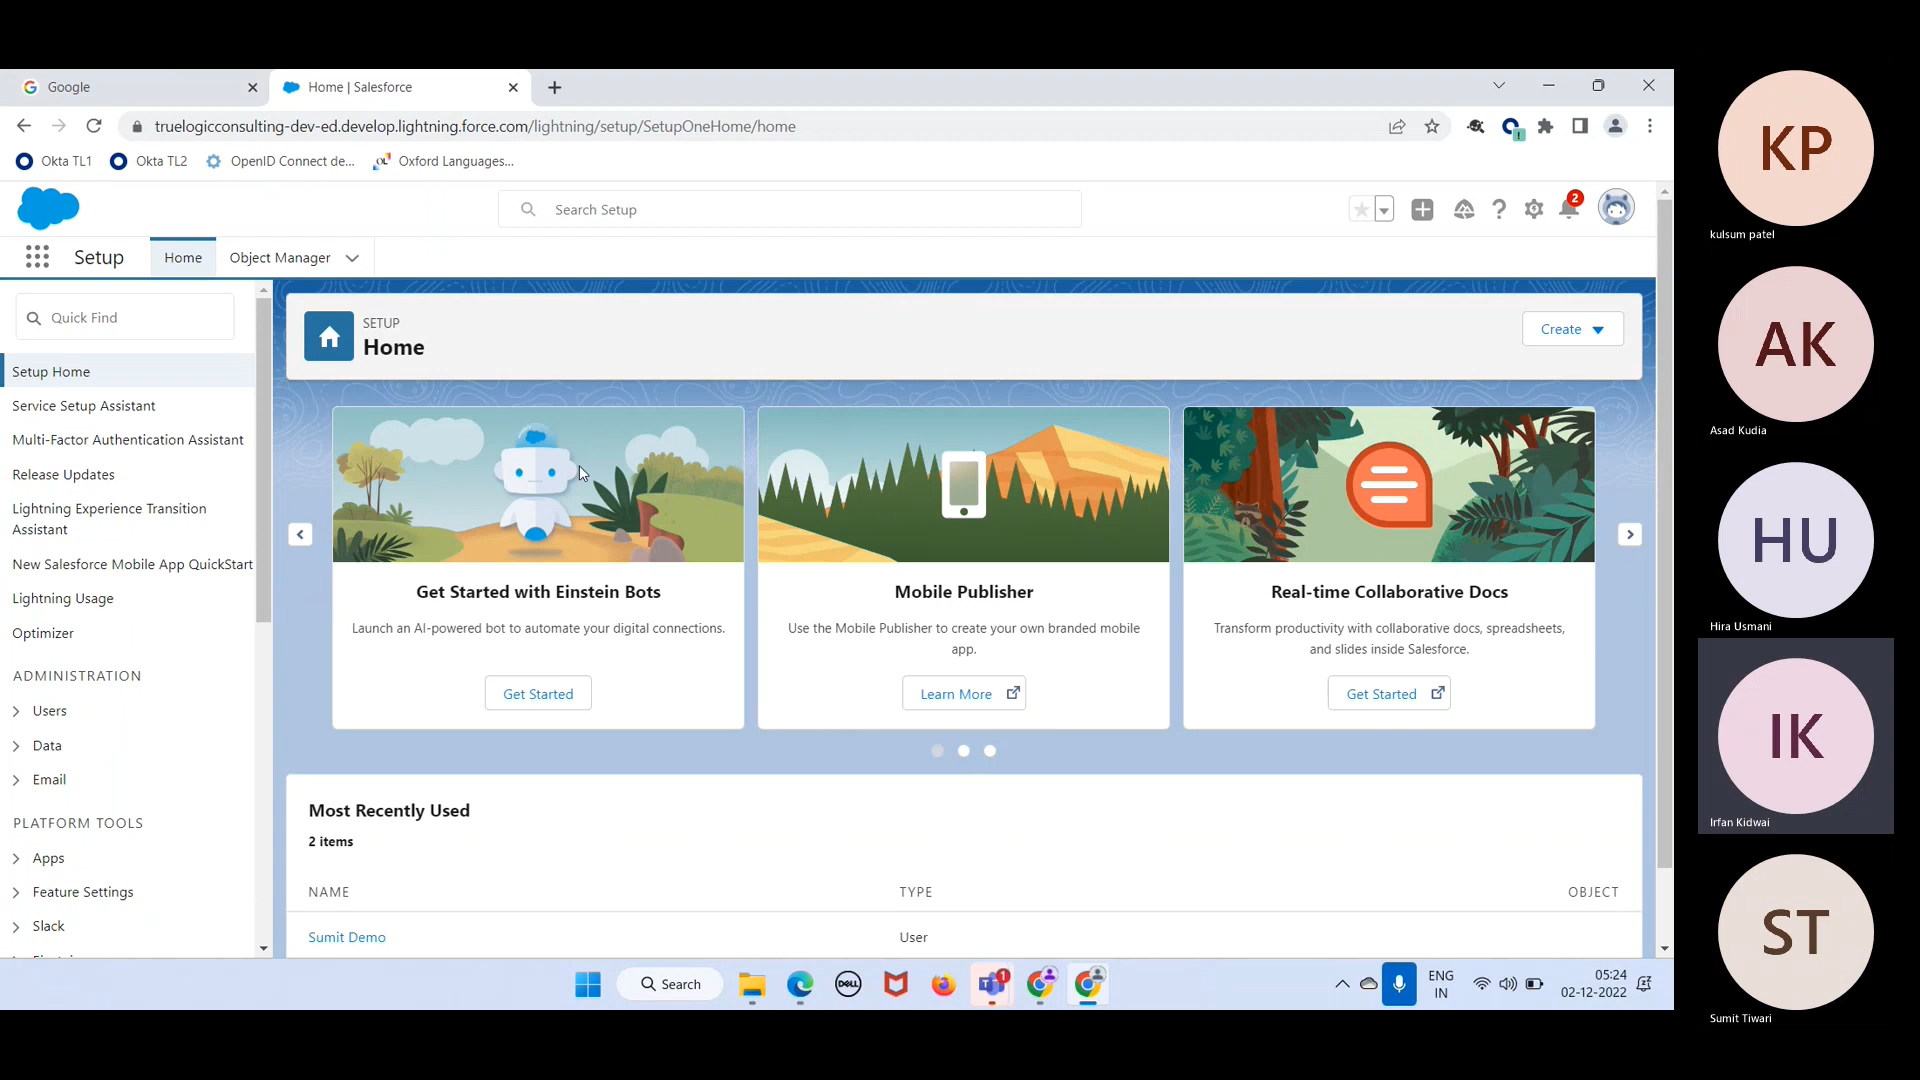 Google
Home | Salesforce
truelogicconsulting-dev-ed.develop.lightning.force.com/lightning/setup/SetupOneHome/home
Okta TL1
Okta TL2
OpenID Connect de...
Oxford Languages...
Search Setup
2
Setup
Home
Object Manager
Quick Find
Setup Home
Service Setup Assistant
Multi-Factor Authentication Assistant
Release Updates
Lightning Experience Transition
Assistant
New Salesforce Mobile App QuickStart
Lightning Usage
Optimizer
ADMINISTRATION
Users
Data
Email
PLATFORM TOOLS
Apps
Feature Settings
Slack
SETUP
Home
Create
Get Started with Einstein Bots
Launch an AI-powered bot to automate your digital connections.
Get Started
Mobile Publisher
Use the Mobile Publisher to create your own branded mobile
app.
Learn More
Real-time Collaborative Docs
Transform productivity with collaborative docs, spreadsheets,
and slides inside Salesforce.
Get Started
Most Recently Used
2 items
NAME TYPE OBJECT
Sumit Demo User
Search
DELL
1
ENG
IN
05:24
02-12-2022
KP
kulsum patel
AK
Asad Kudia
HU
Hira Usmani
IK
Irfan Kidwai
ST
Sumit Tiwari